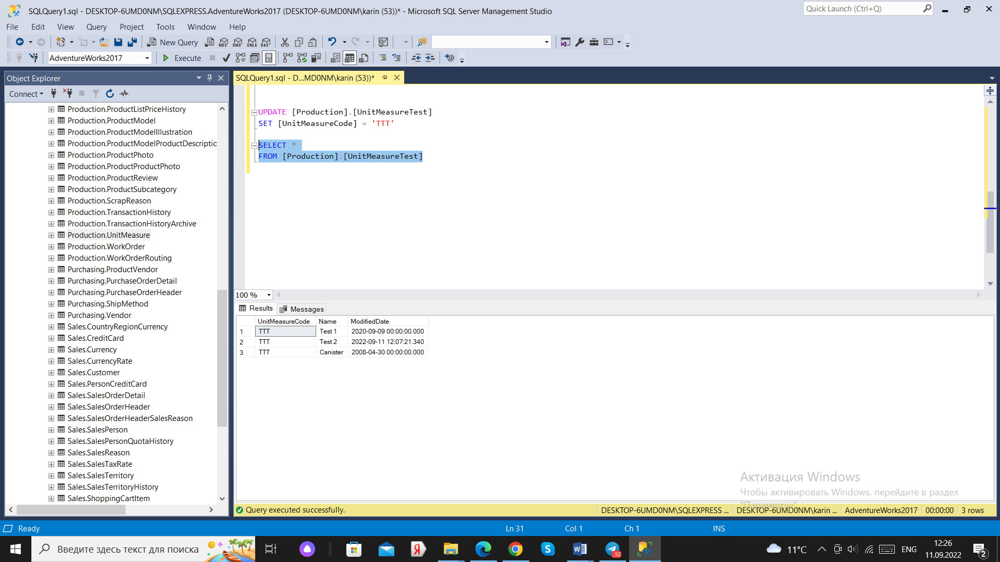 SQLQuery1.sql - DESKTOP-6UMD0NM\SQLEXPRESS.AdventureWorks2017 (DESKTOP-6UMD0NM\karin (53))* - Microsoft SQL Server Management Studio
Quick Launch (Ctrl+Q)
File Edit View Query Project Tools Window Help
New Query
MDX DMX XMLA DAX
AdventureWorks2017
Execute
Object Explorer
Connect
Production.ProductListPriceHistory
Production.ProductModel
Production.ProductModelIllustration
Production.ProductModelProductDescriptio
Production.ProductPhoto
Production.ProductProductPhoto
Production.ProductReview
Production.ProductSubcategory
Production.ScrapReason
Production.TransactionHistory
Production.TransactionHistoryArchive
Production.UnitMeasure
Production.WorkOrder
Production.WorkOrderRouting
Purchasing.ProductVendor
Purchasing.PurchaseOrderDetail
Purchasing.PurchaseOrderHeader
Purchasing.ShipMethod
Purchasing.Vendor
Sales.CountryRegionCurrency
Sales.CreditCard
Sales.Currency
Sales.CurrencyRate
Sales.Customer
Sales.PersonCreditCard
Sales.SalesOrderDetail
Sales.SalesOrderHeader
Sales.SalesOrderHeaderSalesReason
Sales.SalesPerson
Sales.SalesPersonQuotaHistory
Sales.SalesReason
Sales.SalesTaxRate
Sales.SalesTerritory
Sales.SalesTerritoryHistory
Sales.ShoppingCartItem
SQLQuery1.sql - D...MD0NM\karin (53))*
UPDATE [Production].[UnitMeasureTest]
SET [UnitMeasureCode] = 'TTT'
SELECT *
FROM [Production].[UnitMeasureTest]
100 %
Results Messages
UnitMeasureCode Name ModifiedDate
1 TTT Test 1 2020-09-09 00:00:00.000
2 TTT Test 2 2022-09-11 12:07:21.340
3 TTT Canister 2008-04-30 00:00:00.000
Активация Windows
Чтобы активировать Windows, перейдите в раздел
"Параметры"
Query executed successfully.
DESKTOP-6UMD0NM\SQLEXPRESS ... DESKTOP-6UMD0NM\karin ... AdventureWorks2017 00:00:00 3 rows
Ready Ln 31 Col 1 Ch 1 INS
Введите здесь текст для поиска
Я
S
W
.92
11°C
ENG
12:26
11.09.2022
2